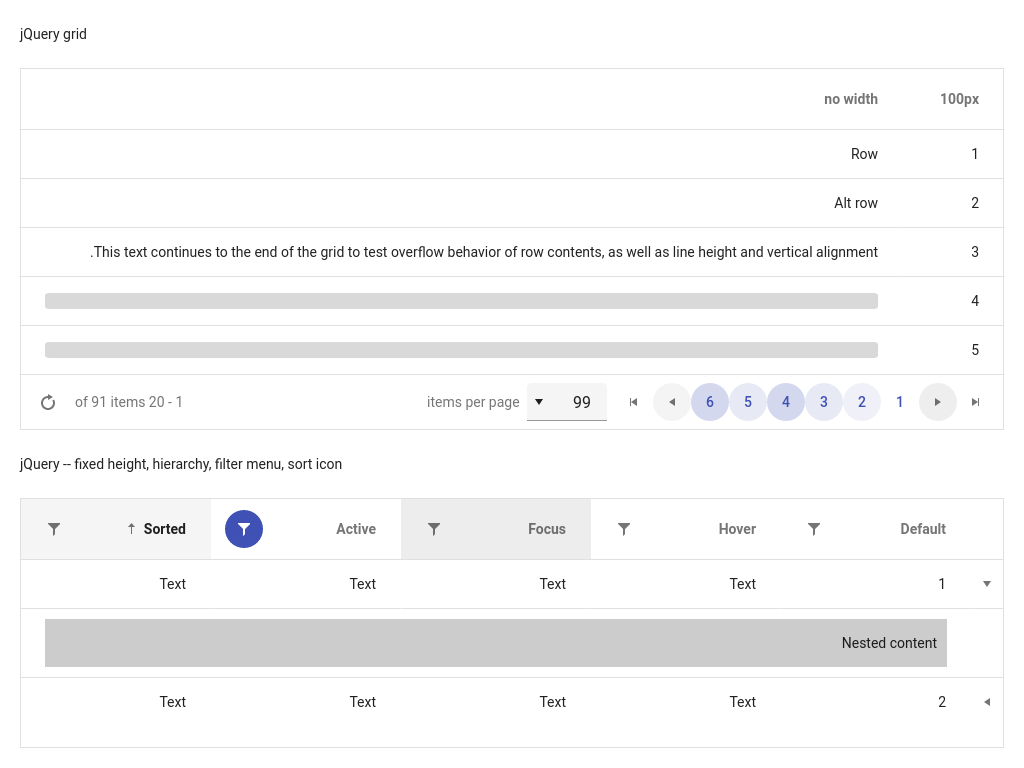 jQuery grid
100px no width
1 Row
2 Alt row
3 .This text continues to the end of the grid to test overflow behavior of row contents, as well as line height and vertical alignment
4
5
of 91 items 20 - 1 items per page 99 6 5 4 3 2 1
jQuery -- fixed height, hierarchy, filter menu, sort icon
Default Hover Focus Active Sorted
1 Text Text Text Text
Nested content
2 Text Text Text Text